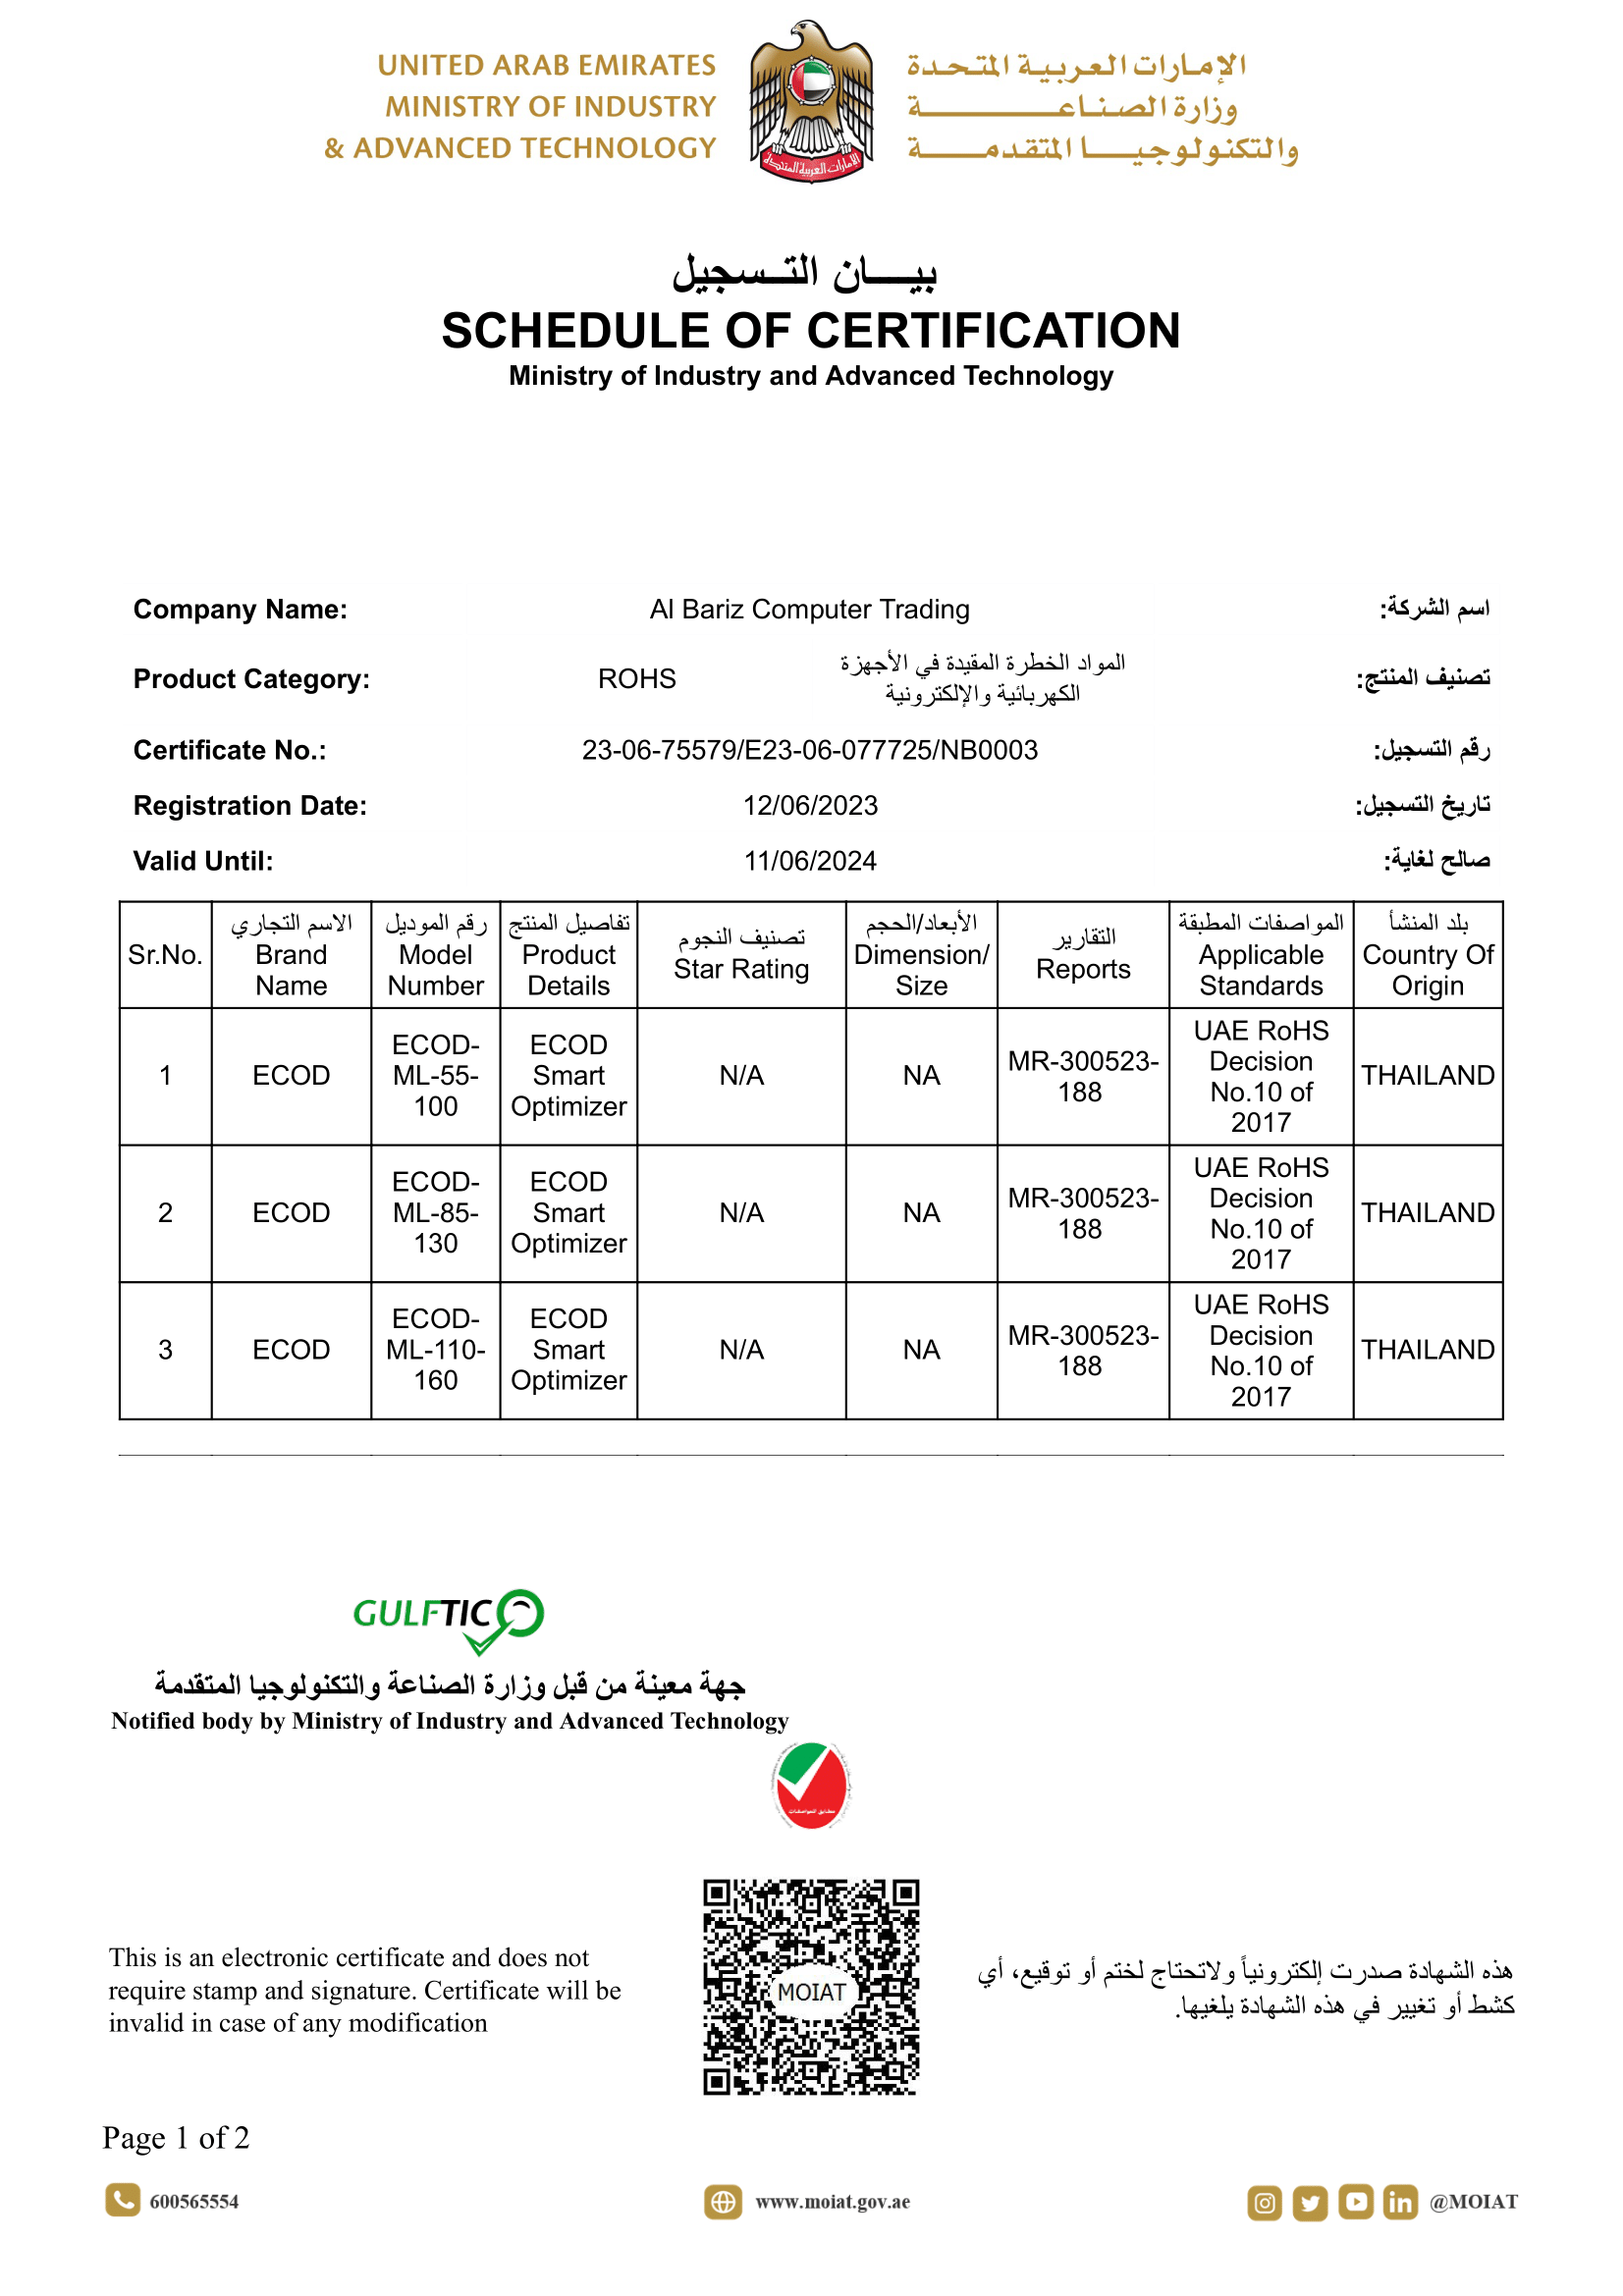 UNITED ARAB EMIRATES
MINISTRY OF INDUSTRY
& ADVANCED TECHNOLOGY
الإمارات العربية المتحدة
وزارة الصناعة
والتكنولوجيا المتقدمة
الإمارات العربية المتحدة
بيـــان التــسجيل
SCHEDULE OF CERTIFICATION
Ministry of Industry and Advanced Technology
Company Name: Al Bariz Computer Trading اسم الشركة:
Product Category: ROHS المواد الخطرة المقيدة في الأجهزة الكهربائية والإلكترونية تصنيف المنتج:
Certificate No.: 23-06-75579/E23-06-077725/NB0003 رقم التسجيل:
Registration Date: 12/06/2023 تاريخ التسجيل:
Valid Until: 11/06/2024 صالح لغاية:
Sr.No. الاسم التجاري Brand Name رقم الموديل Model Number تفاصيل المنتج Product Details تصنيف النجوم Star Rating الأبعاد/الحجم Dimension/ Size التقارير Reports المواصفات المطبقة Applicable Standards بلد المنشأ Country Of Origin
1 ECOD ECOD-ML-55-100 ECOD Smart Optimizer N/A NA MR-300523-188 UAE RoHS Decision No.10 of 2017 THAILAND
2 ECOD ECOD-ML-85-130 ECOD Smart Optimizer N/A NA MR-300523-188 UAE RoHS Decision No.10 of 2017 THAILAND
3 ECOD ECOD-ML-110-160 ECOD Smart Optimizer N/A NA MR-300523-188 UAE RoHS Decision No.10 of 2017 THAILAND
GULFTIC
جهة معينة من قبل وزارة الصناعة والتكنولوجيا المتقدمة
Notified body by Ministry of Industry and Advanced Technology
مطابق للمواصفات
This is an electronic certificate and does not
require stamp and signature. Certificate will be
invalid in case of any modification
MOIAT
هذه الشهادة صدرت إلكترونياً ولاتحتاج لختم أو توقيع، أي
كشط أو تغيير في هذه الشهادة يلغيها.
Page 1 of 2
600565554
www.moiat.gov.ae
@MOIAT